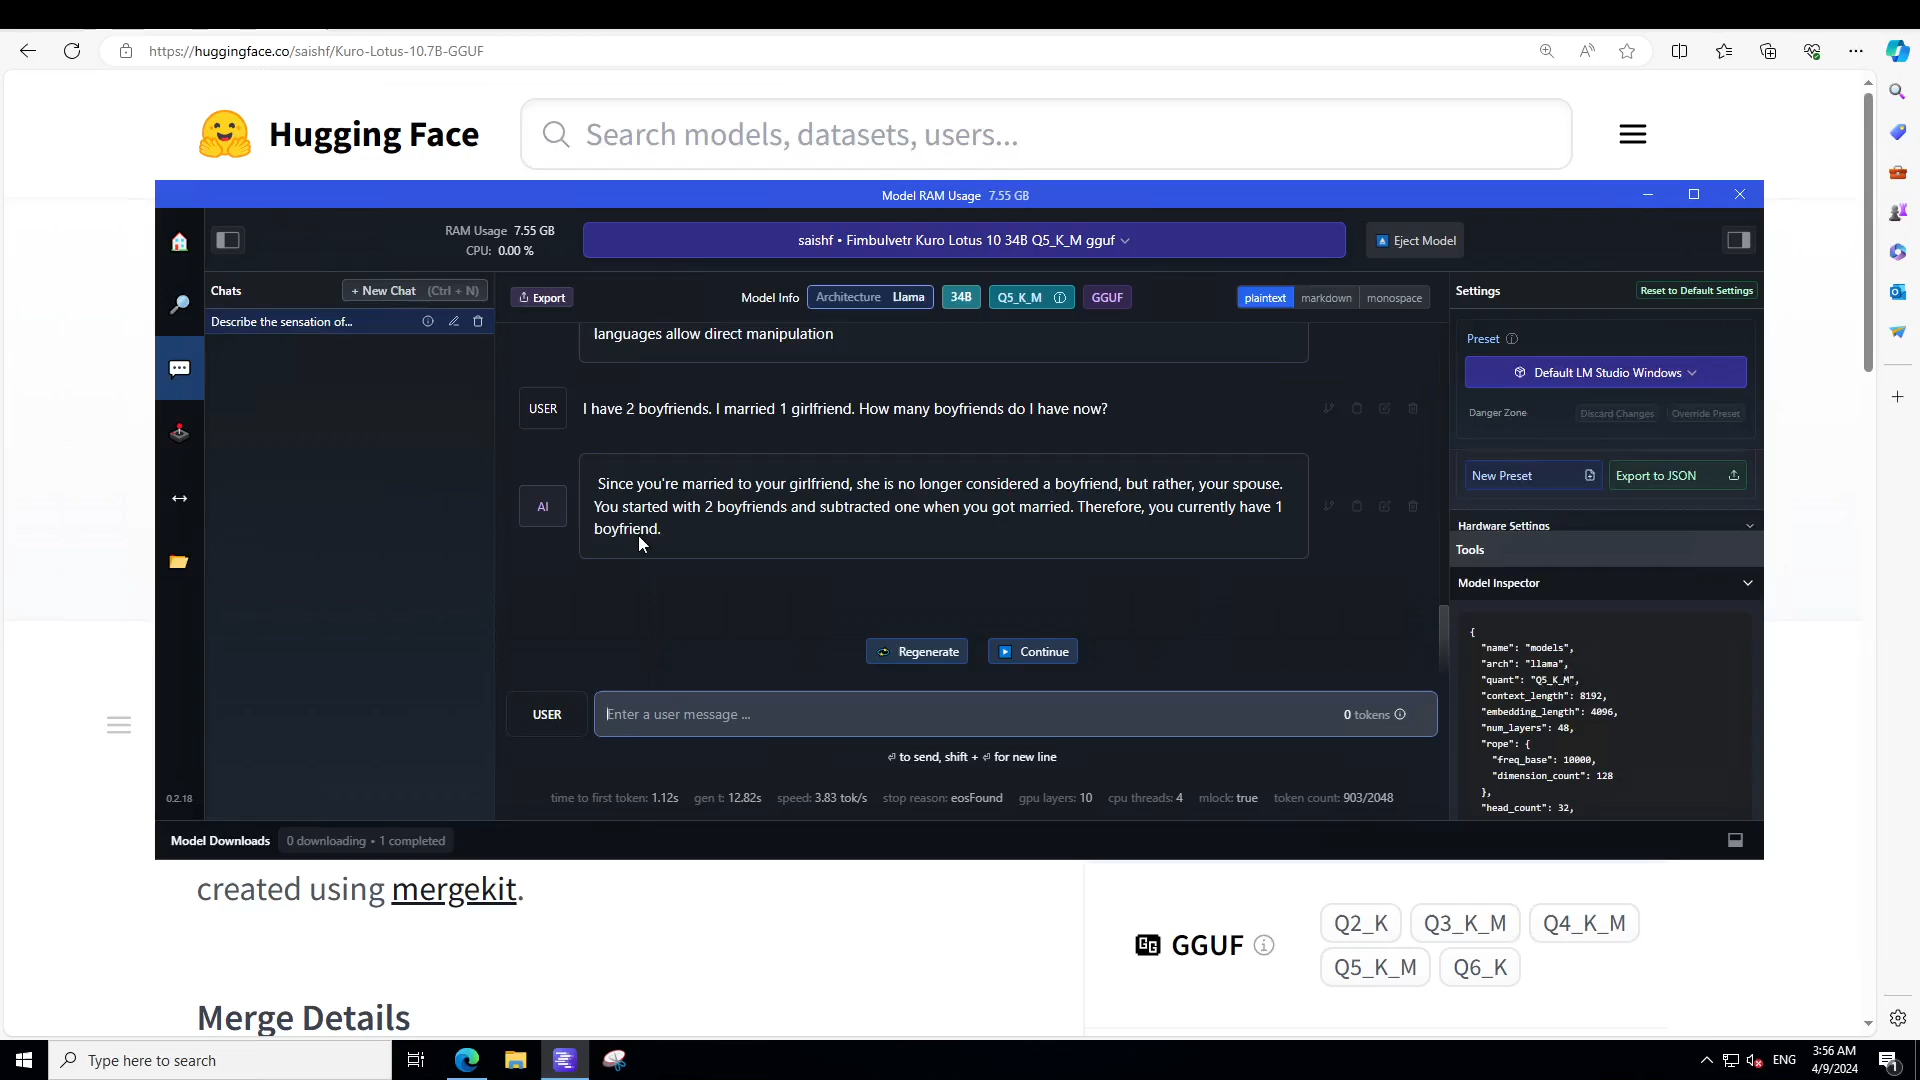 https://huggingface.co/saishf/Kuro-Lotus-10.7B-GGUF
Hugging Face
Search models, datasets, users...
Model RAM Usage 7.55 GB
RAM Usage 7.55 GB
CPU: 0.00 %
saishf • Fimbulvetr Kuro Lotus 10 34B Q5_K_M gguf
Eject Model
Chats
+ New Chat (Ctrl + N)
Export
Model Info
Architecture Llama
34B
Q5_K_M
GGUF
plaintext
markdown
monospace
Settings
Reset to Default Settings
Describe the sensation of...
languages allow direct manipulation
Preset
Default LM Studio Windows
Danger Zone
Discard Changes
Override Preset
USER
I have 2 boyfriends. I married 1 girlfriend. How many boyfriends do I have now?
New Preset
Export to JSON
AI
Since you're married to your girlfriend, she is no longer considered a boyfriend, but rather, your spouse.
You started with 2 boyfriends and subtracted one when you got married. Therefore, you currently have 1
boyfriend.
Hardware Settings
Tools
Model Inspector
{
"name": "models",
"arch": "llama",
"quant": "Q5_K_M",
"context_length": 8192,
"embedding_length": 4096,
"num_layers": 48,
"rope": {
"freq_base": 10000,
"dimension_count": 128
},
"head_count": 32,
Regenerate
Continue
USER
Enter a user message ...
0 tokens
⏎ to send, shift + ⏎ for new line
0.2.18
time to first token: 1.12s
gen t: 12.82s
speed: 3.83 tok/s
stop reason: eosFound
gpu layers: 10
cpu threads: 4
mlock: true
token count: 903/2048
Model Downloads
0 downloading • 1 completed
created using mergekit.
GGUF
Q2_K
Q3_K_M
Q4_K_M
Q5_K_M
Q6_K
Merge Details
Type here to search
ENG
3:56 AM
4/9/2024
1